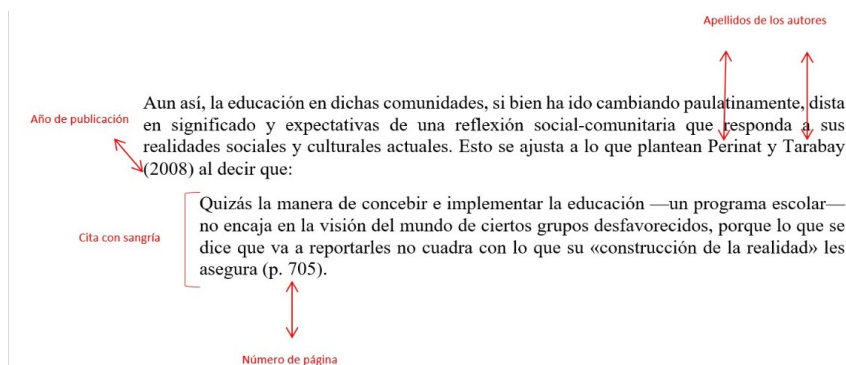 Apellidos de los autores
Año de publicación
Aun así, la educación en dichas comunidades, si bien ha ido cambiando paulatinamente, dista
en significado y expectativas de una reflexión social-comunitaria que responda a sus
realidades sociales y culturales actuales. Esto se ajusta a lo que plantean Perinat y Tarabay
(2008) al decir que:
Cita con sangría
Quizás la manera de concebir e implementar la educación —un programa escolar—
no encaja en la visión del mundo de ciertos grupos desfavorecidos, porque lo que se
dice que va a reportarles no cuadra con lo que su «construcción de la realidad» les
asegura (p. 705).
Número de página